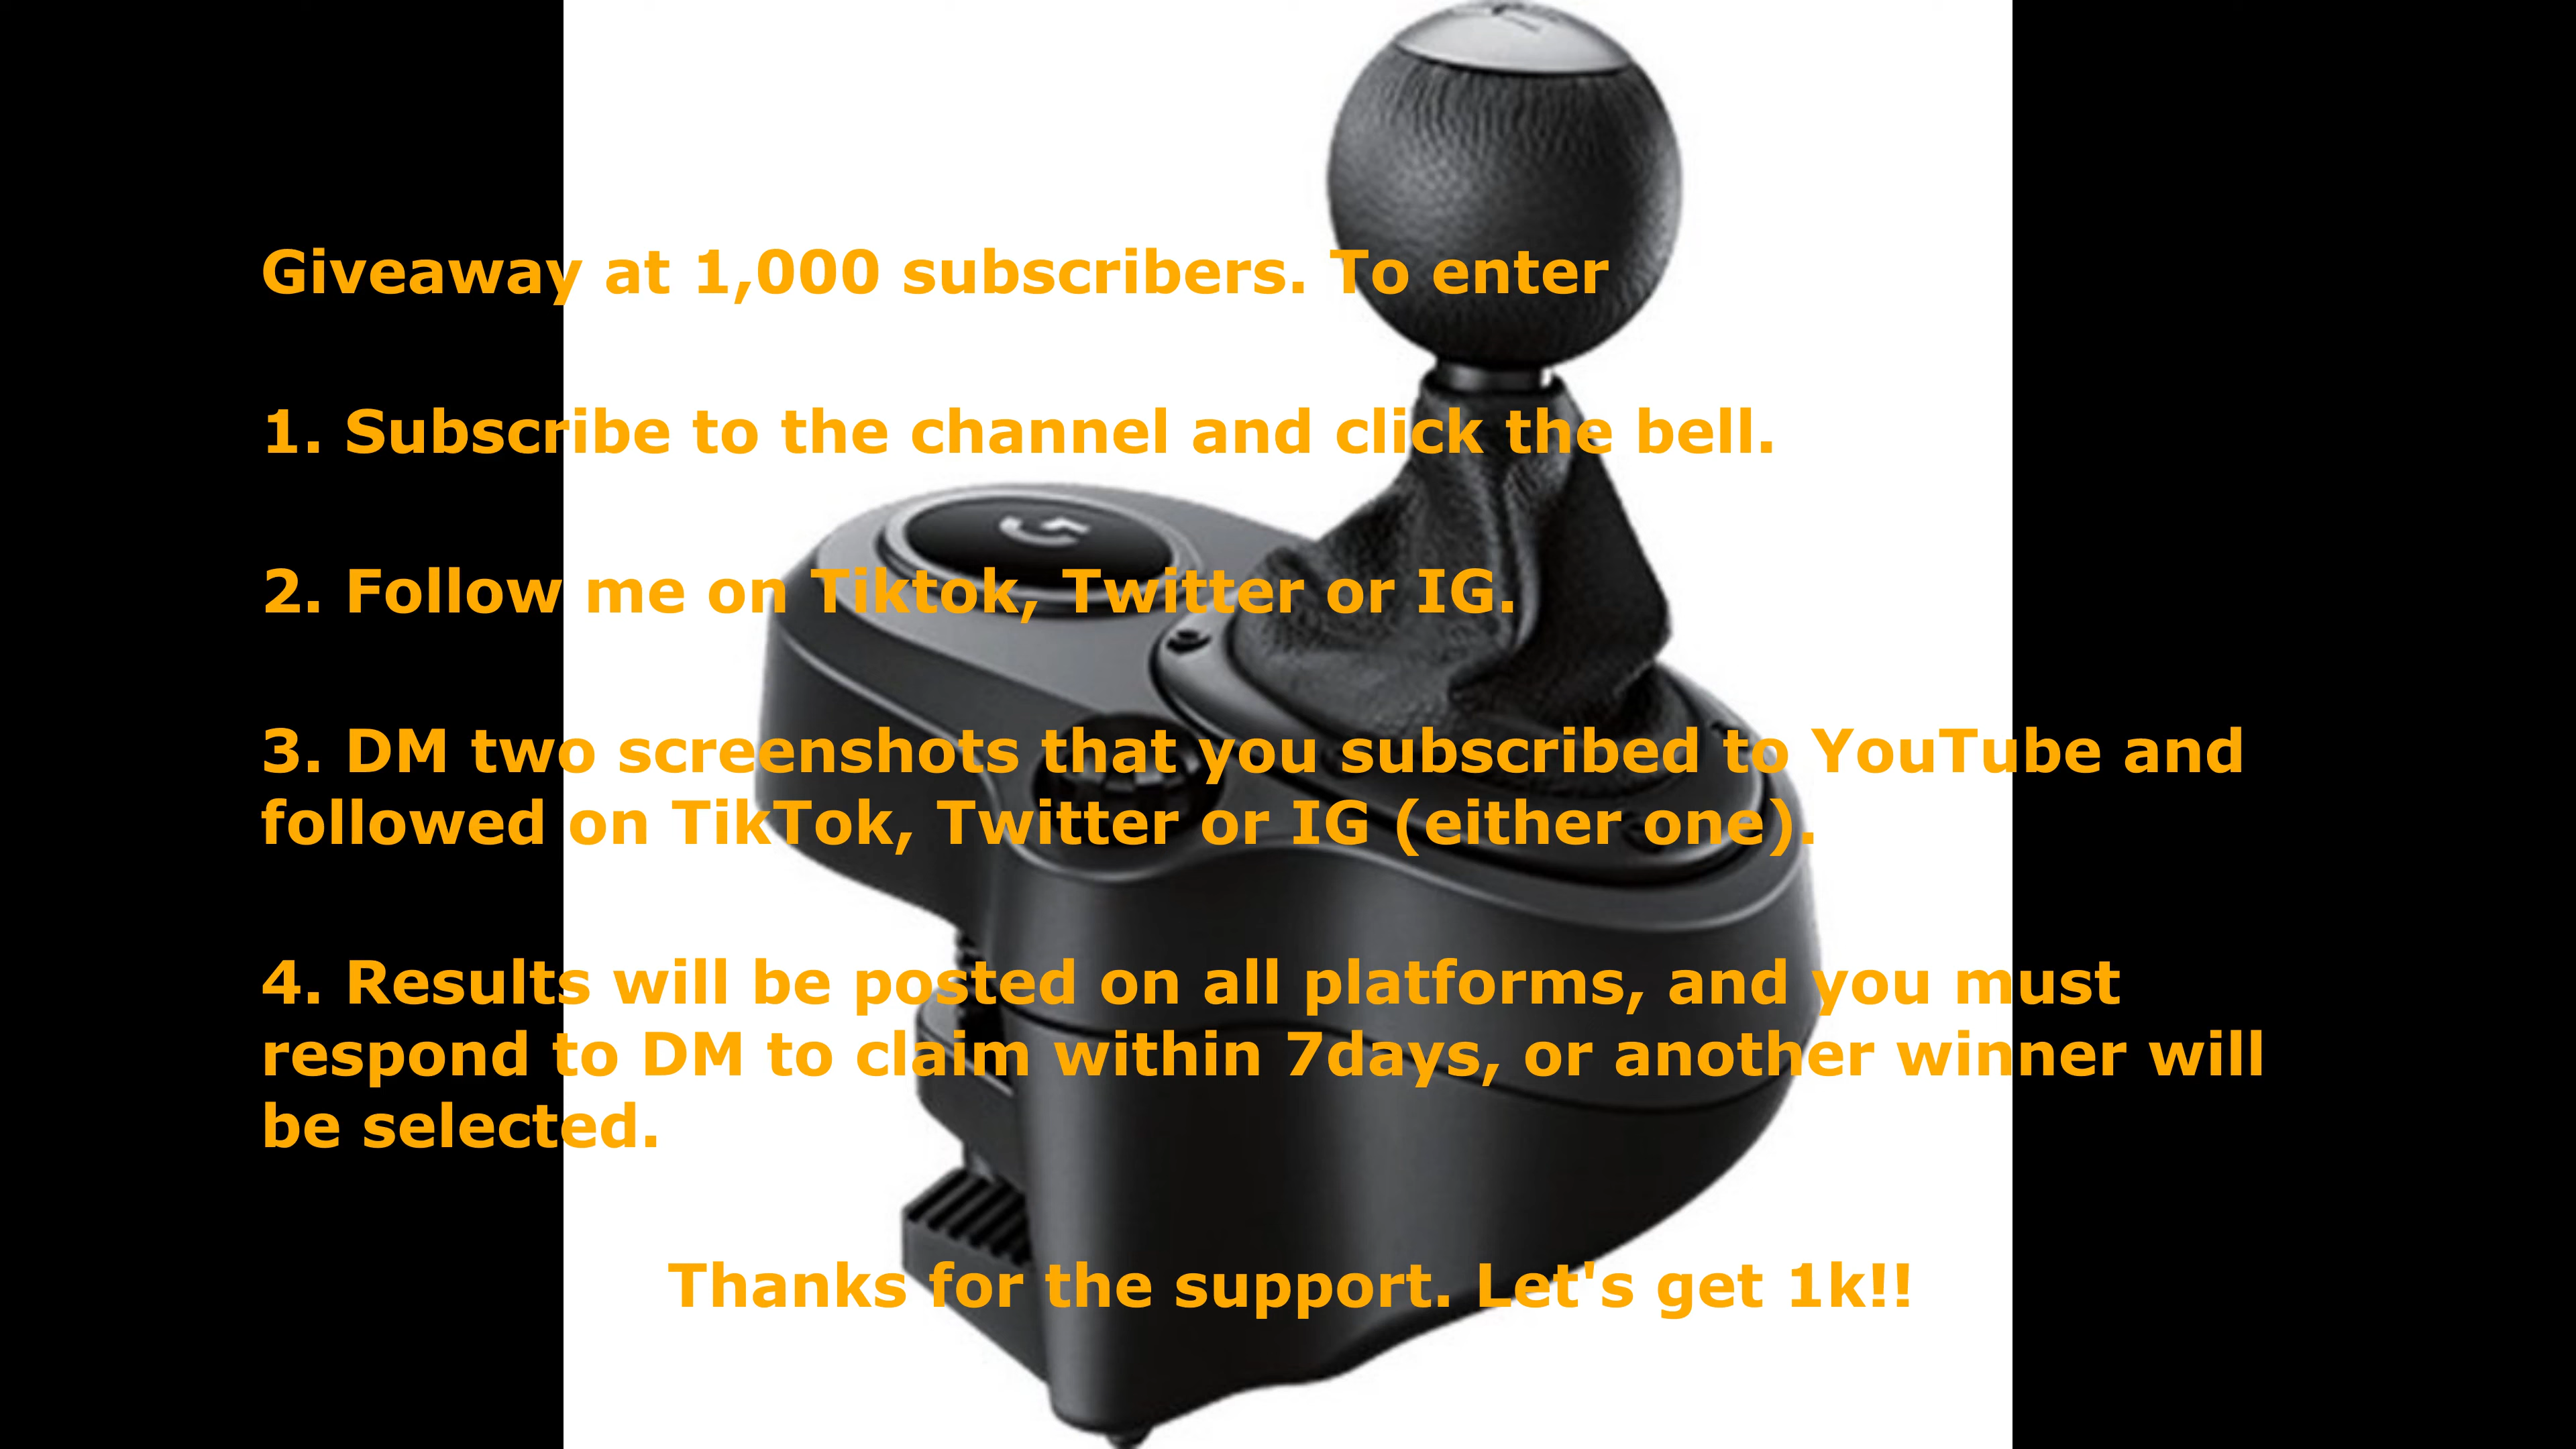 Giveaway at 1,000 subscribers. To enter
1. Subscribe to the channel and click the bell.
2. Follow me on Tiktok, Twitter or IG.
3. DM two screenshots that you subscribed to YouTube and
followed on TikTok, Twitter or IG (either one).
4. Results will be posted on all platforms, and you must
respond to DM to claim within 7days, or another winner will
be selected.
Thanks for the support. Let's get 1k!!